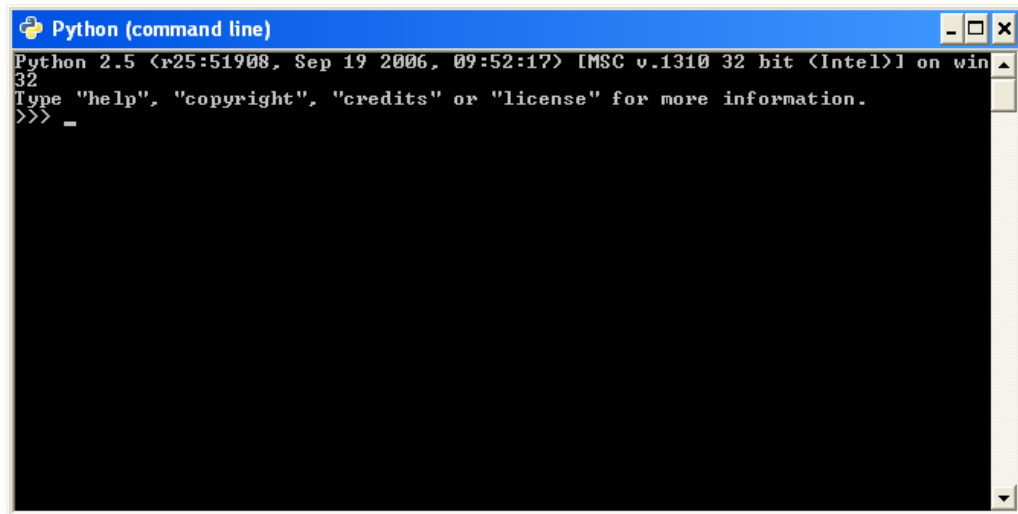 Python (command line)
Python 2.5 (r25:51908, Sep 19 2006, 09:52:17) [MSC v.1310 32 bit (Intel)] on win
32
Type "help", "copyright", "credits" or "license" for more information.
>>> _